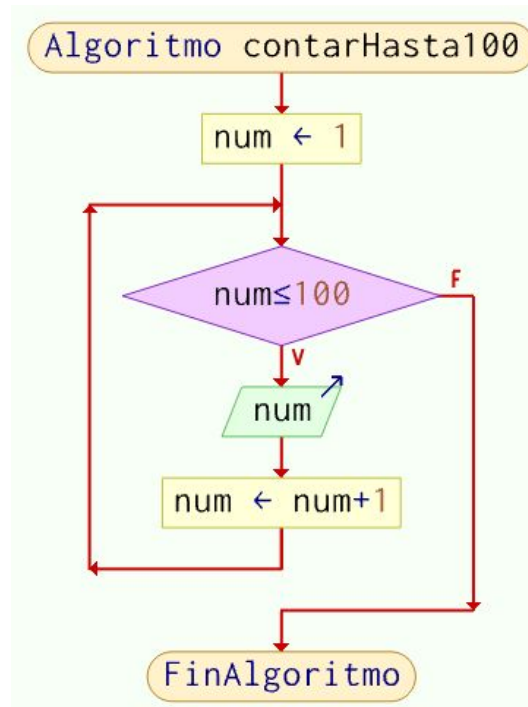 Algoritmo contarHasta100
num ← 1
num≤100
F
V
num
num ← num+1
FinAlgoritmo